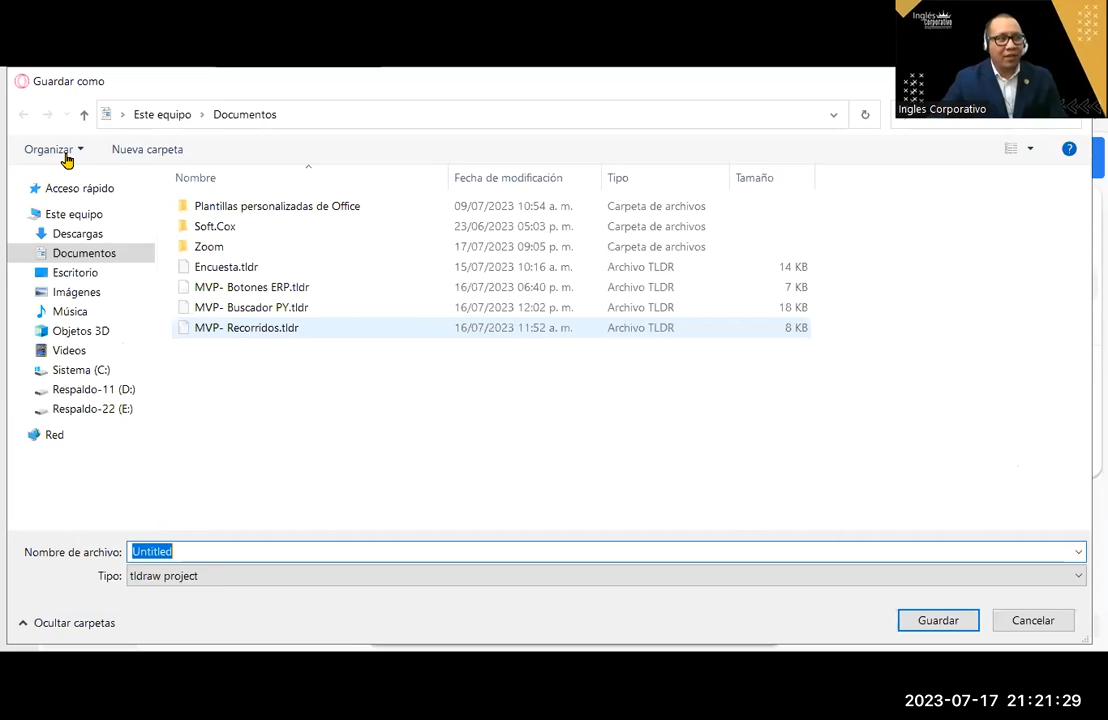 Inglés
Corporativo
Ingles Corporativo
Guardar como
Este equipo › Documentos
Organizar
Nueva carpeta
Nombre
Fecha de modificación
Tipo
Tamaño
Acceso rápido
Este equipo
Descargas
Documentos
Escritorio
Imágenes
Música
Objetos 3D
Videos
Sistema (C:)
Respaldo-11 (D:)
Respaldo-22 (E:)
Red
Plantillas personalizadas de Office 09/07/2023 10:54 a. m. Carpeta de archivos
Soft.Cox 23/06/2023 05:03 p. m. Carpeta de archivos
Zoom 17/07/2023 09:05 p. m. Carpeta de archivos
Encuesta.tldr 15/07/2023 10:16 a. m. Archivo TLDR 14 KB
MVP- Botones ERP.tldr 16/07/2023 06:40 p. m. Archivo TLDR 7 KB
MVP- Buscador PY.tldr 16/07/2023 12:02 p. m. Archivo TLDR 18 KB
MVP- Recorridos.tldr 16/07/2023 11:52 a. m. Archivo TLDR 8 KB
Nombre de archivo: Untitled
Tipo: tldraw project
Ocultar carpetas
Guardar
Cancelar
2023-07-17 21:21:29